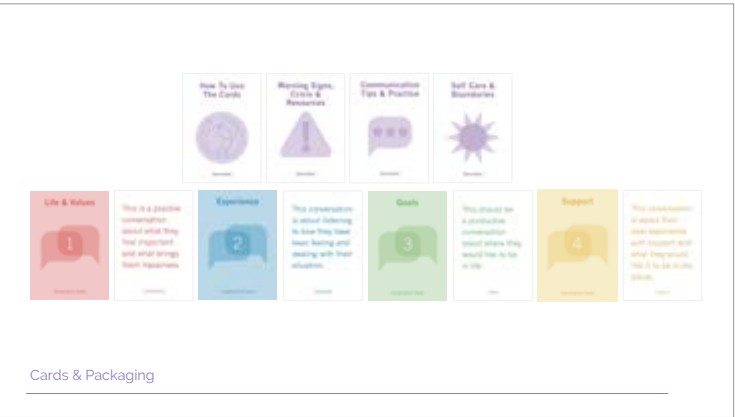 How To Use
The Cards
Warning Signs,
Crisis &
Resources
Communication
Tips & Practice
Self Care &
Boundaries
Life & Values
1
This is a positive
conversation
about what they
feel important
and what brings
them happiness
Experience
2
This conversation
is about listening
to how they have
been feeling and
dealing with their
situation.
Goals
3
This should be
a productive
conversation
about where they
would like to be
in life.
Support
4
This conversation
is about their
past experience
with support and
what they would
like it to be in the
future.
Cards & Packaging